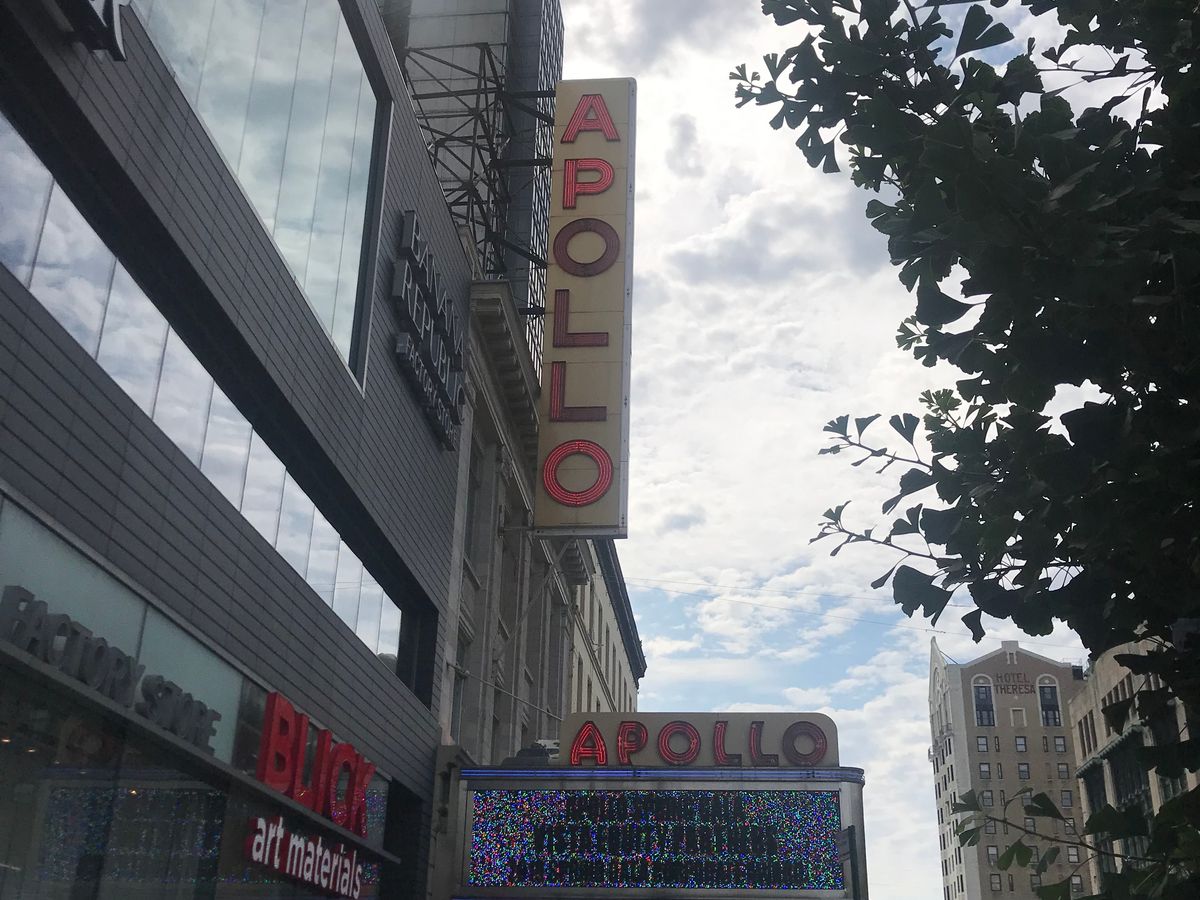 APOLLO
BANANA
REPUBLIC
FACTORY STORE
FACTORY STORE
BLICK
art materials
APOLLO
HOTEL
THERESA